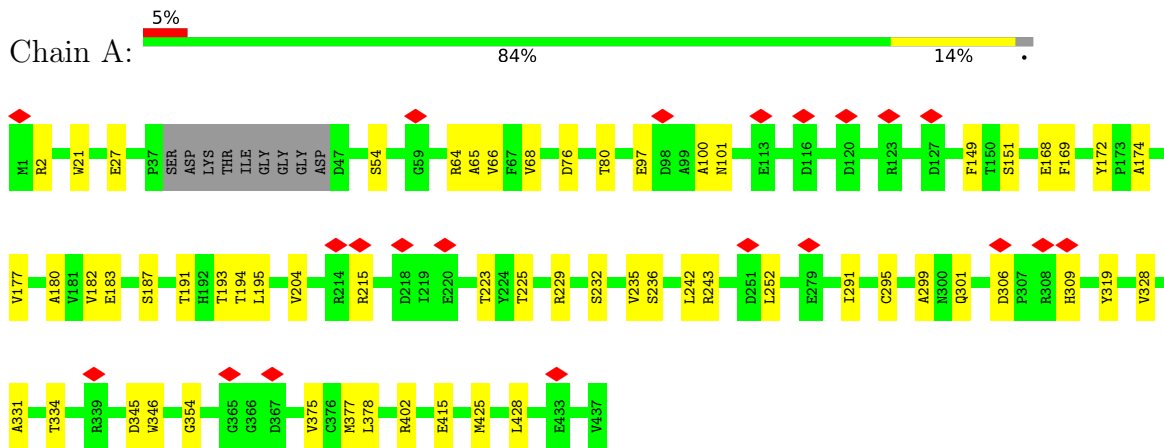 5%
Chain A:
84% 14% •
M1 R2 W21 E27 P37 SER ASP LYS THR ILE GLY GLY GLY ASP D47 S54 G59 R64 A65 V66 F67 V68 D76 T80 E97 D98 A99 A100 N101 E113 D116 D120 R123 D127 F149 T150 S151 E168 F169 Y172 P173 A174
V177 A180 V181 V182 E183 S187 T191 H192 T193 T194 L195 V204 R214 R215 D218 I219 E220 T223 Y224 T225 R229 S232 V235 S236 L242 R243 D251 L252 E279 I291 C295 A299 N300 Q301 D306 P307 R308 H309 Y319 V328
A331 T334 R339 D345 W346 G354 G365 G366 D367 V375 C376 M377 L378 R402 E415 M425 L428 E433 V437